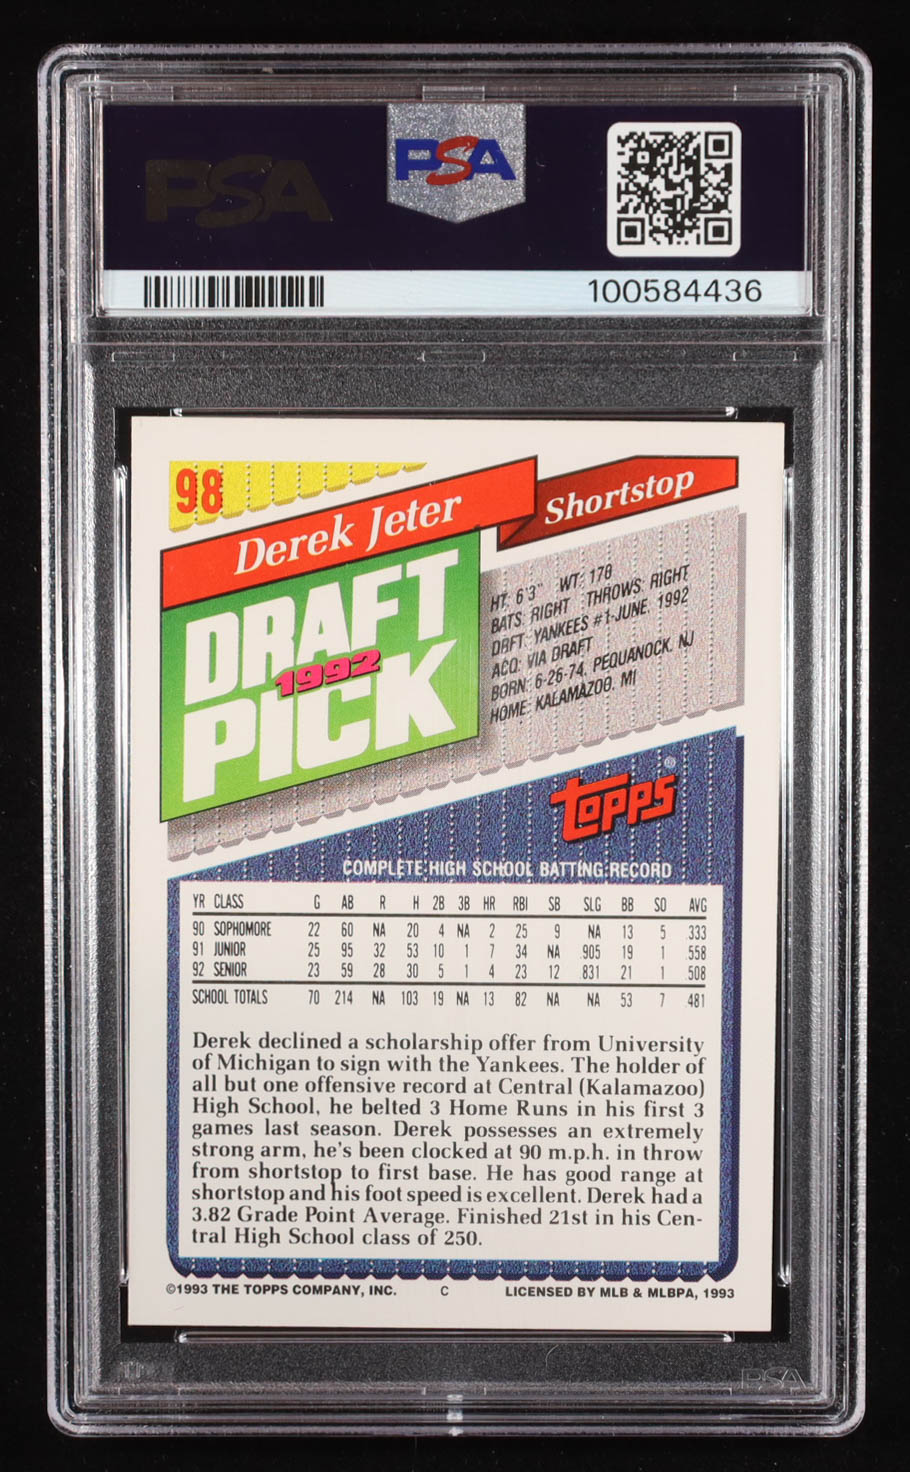 PSA
PSA
100584436
98
Derek Jeter
Shortstop
DRAFT
1992
PICK
HT: 6'3" WT: 178
BATS: RIGHT THROWS: RIGHT
DRFT: YANKEES #1-JUNE, 1992
ACQ: VIA DRAFT
BORN: 6-26-74, PEQUANOCK, NJ
HOME: KALAMAZOO, MI
topps®
COMPLETE HIGH SCHOOL BATTING RECORD
YR CLASS G AB R H 2B 3B HR RBI SB SLG BB SO AVG
90 SOPHOMORE 22 60 NA 20 4 NA 2 25 9 NA 13 5 .333
91 JUNIOR 25 95 32 53 10 1 7 34 NA .905 19 1 .558
92 SENIOR 23 59 28 30 5 1 4 23 12 .831 21 1 .508
SCHOOL TOTALS 70 214 NA 103 19 NA 13 82 NA NA 53 7 .481
Derek declined a scholarship offer from University
of Michigan to sign with the Yankees. The holder of
all but one offensive record at Central (Kalamazoo)
High School, he belted 3 Home Runs in his first 3
games last season. Derek possesses an extremely
strong arm, he's been clocked at 90 m.p.h. in throw
from shortstop to first base. He has good range at
shortstop and his foot speed is excellent. Derek had a
3.82 Grade Point Average. Finished 21st in his Cen-
tral High School class of 250.
©1993 THE TOPPS COMPANY, INC. C LICENSED BY MLB & MLBPA, 1993
PSA